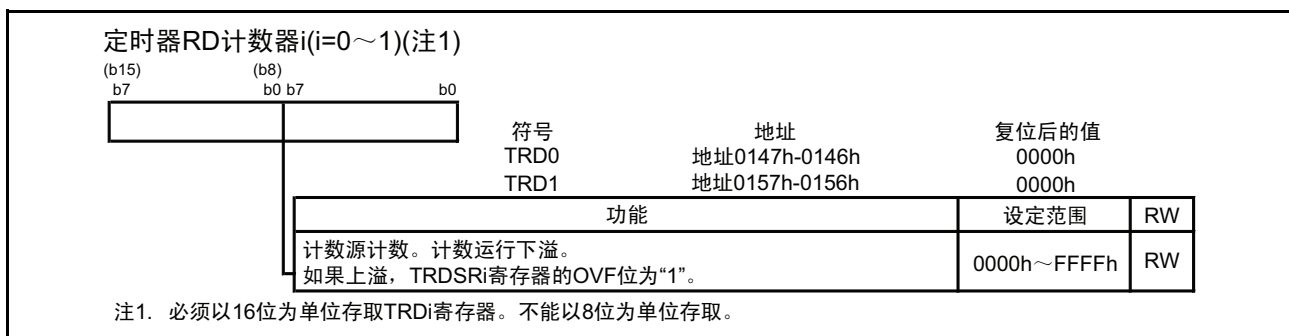 定时器RD计数器i(i=0～1)(注1)
(b15) (b8)
b7 b0 b7 b0
符号 地址 复位后的值
TRD0 地址0147h-0146h 0000h
TRD1 地址0157h-0156h 0000h
功能 设定范围 RW
计数源计数。计数运行下溢。
如果上溢，TRDSRi寄存器的OVF位为“1”。 0000h～FFFFh RW
注1. 必须以16位为单位存取TRDi寄存器。不能以8位为单位存取。